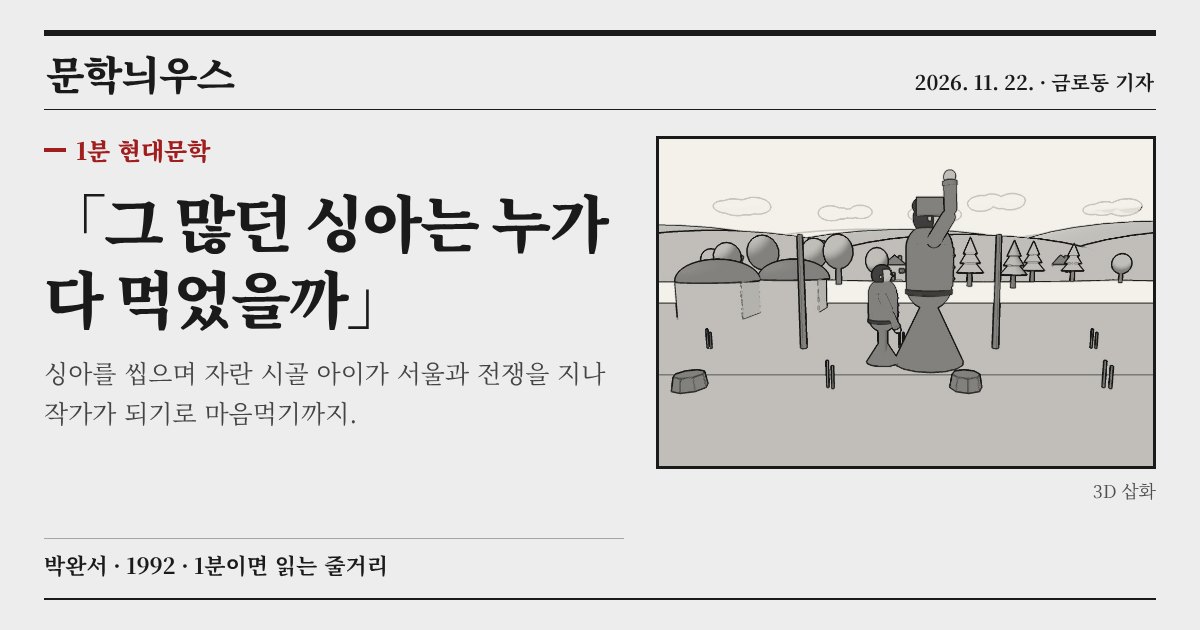 문학늬우스
2026. 11. 22. · 금로동 기자
1분 현대문학
「그 많던 싱아는 누가
다 먹었을까」
싱아를 씹으며 자란 시골 아이가 서울과 전쟁을 지나
작가가 되기로 마음먹기까지.
3D 삽화
박완서 · 1992 · 1분이면 읽는 줄거리